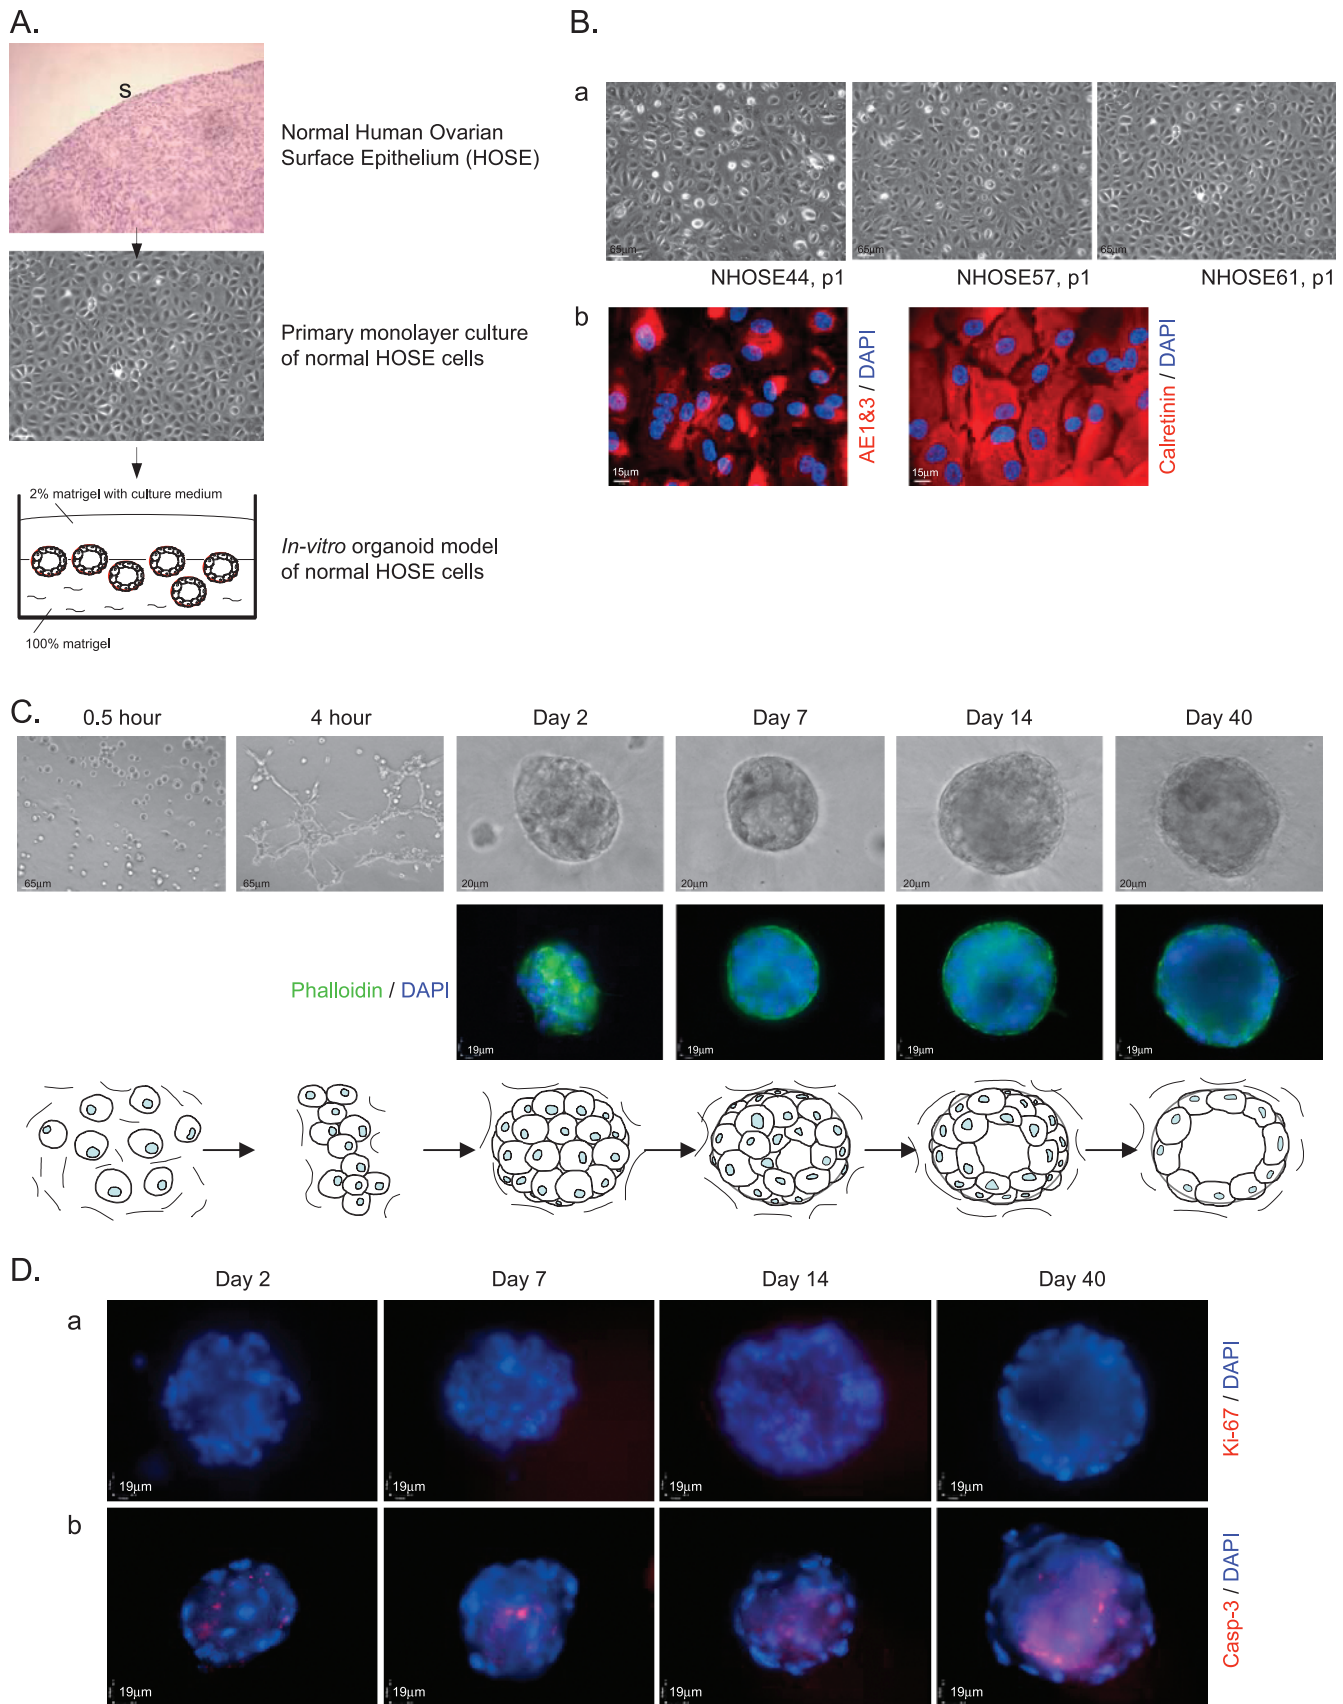 A.
S
Normal Human Ovarian
Surface Epithelium (HOSE)
Primary monolayer culture
of normal HOSE cells
2% matrigel with culture medium
In-vitro organoid model
of normal HOSE cells
100% matrigel
B.
a
65μm
65μm
65μm
NHOSE44, p1
NHOSE57, p1
NHOSE61, p1
b
15μm
AE1&3 / DAPI
15μm
Calretinin / DAPI
C.
0.5 hour
4 hour
Day 2
Day 7
Day 14
Day 40
65μm
65μm
20μm
20μm
20μm
20μm
Phalloidin / DAPI
19μm
19μm
19μm
19μm
D.
Day 2
Day 7
Day 14
Day 40
a
19μm
19μm
19μm
19μm
Ki-67 / DAPI
b
19μm
19μm
19μm
19μm
Casp-3 / DAPI